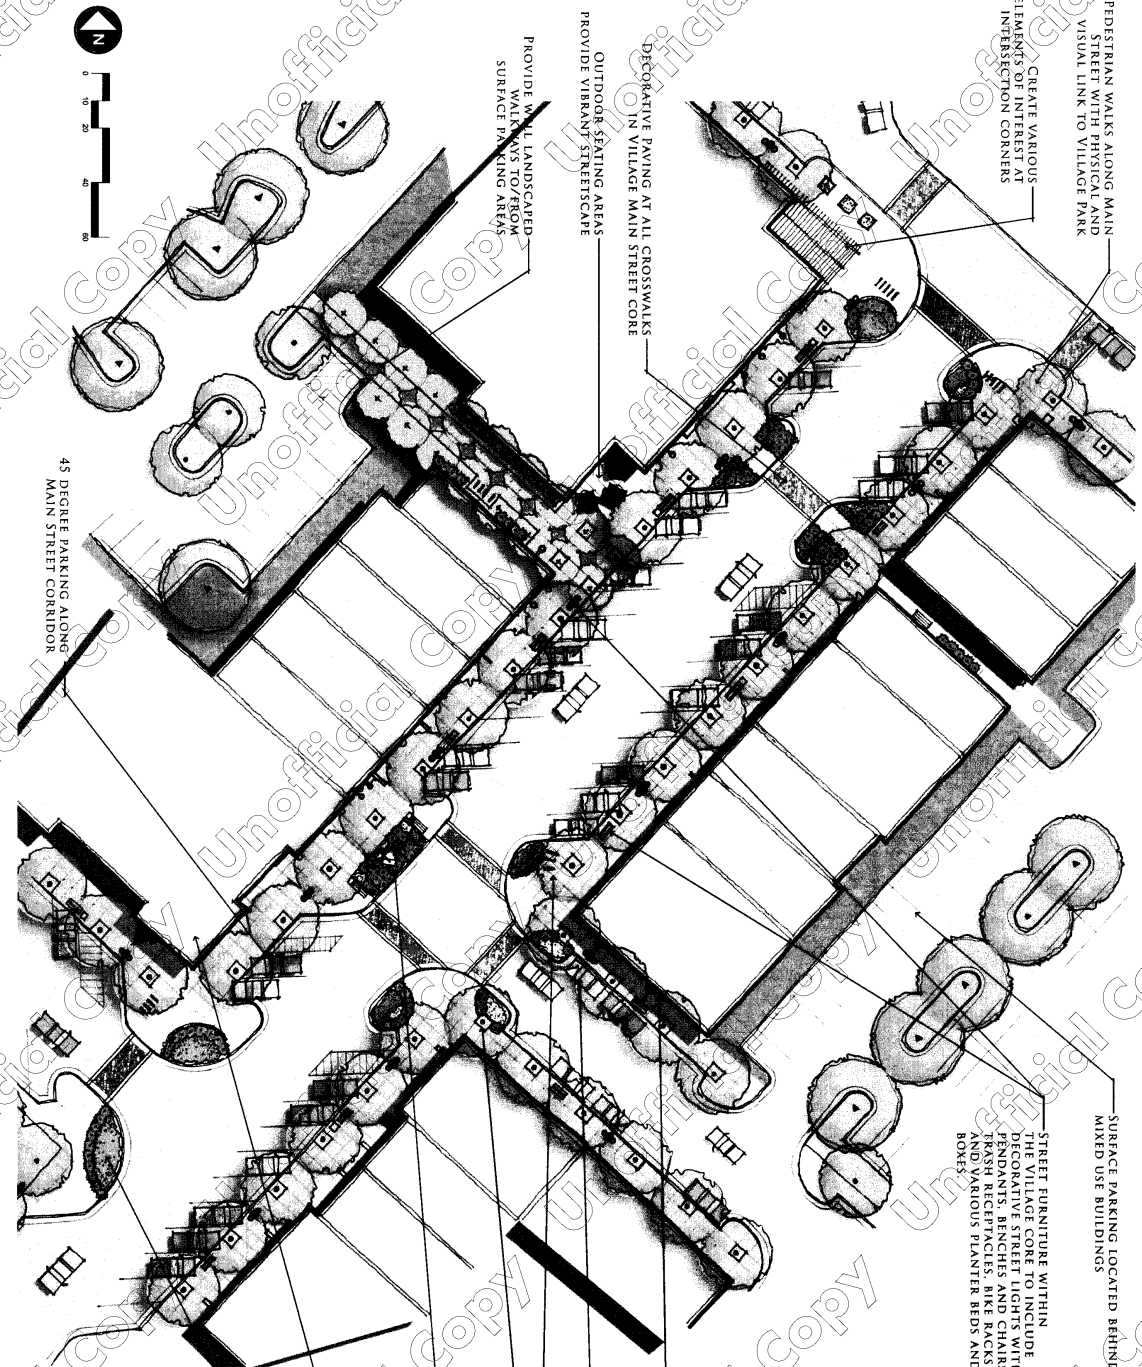 PEDESTRIAN WALKS ALONG MAIN
STREET WITH PHYSICAL AND
VISUAL LINK TO VILLAGE PARK
CREATE VARIOUS
ELEMENTS OF INTEREST AT
INTERSECTION CORNERS
DECORATIVE PAVING AT ALL CROSSWALKS
IN VILLAGE MAIN STREET CORE
OUTDOOR SEATING AREAS
PROVIDE VIBRANT STREETSCAPE
PROVIDE WELL LANDSCAPED
WALKWAYS TO/FROM
SURFACE PARKING AREAS
N
0 10 20 40 60
45 DEGREE PARKING ALONG
MAIN STREET CORRIDOR
SURFACE PARKING LOCATED BEHIND
MIXED USE BUILDINGS
STREET FURNITURE WITHIN
THE VILLAGE CORE TO INCLUDE
DECORATIVE STREET LIGHTS WITH
PENDANTS, BENCHES AND CHAIRS
TRASH RECEPTACLES, BIKE RACKS
AND VARIOUS PLANTER BEDS AND
BOXES
Unofficial Copy